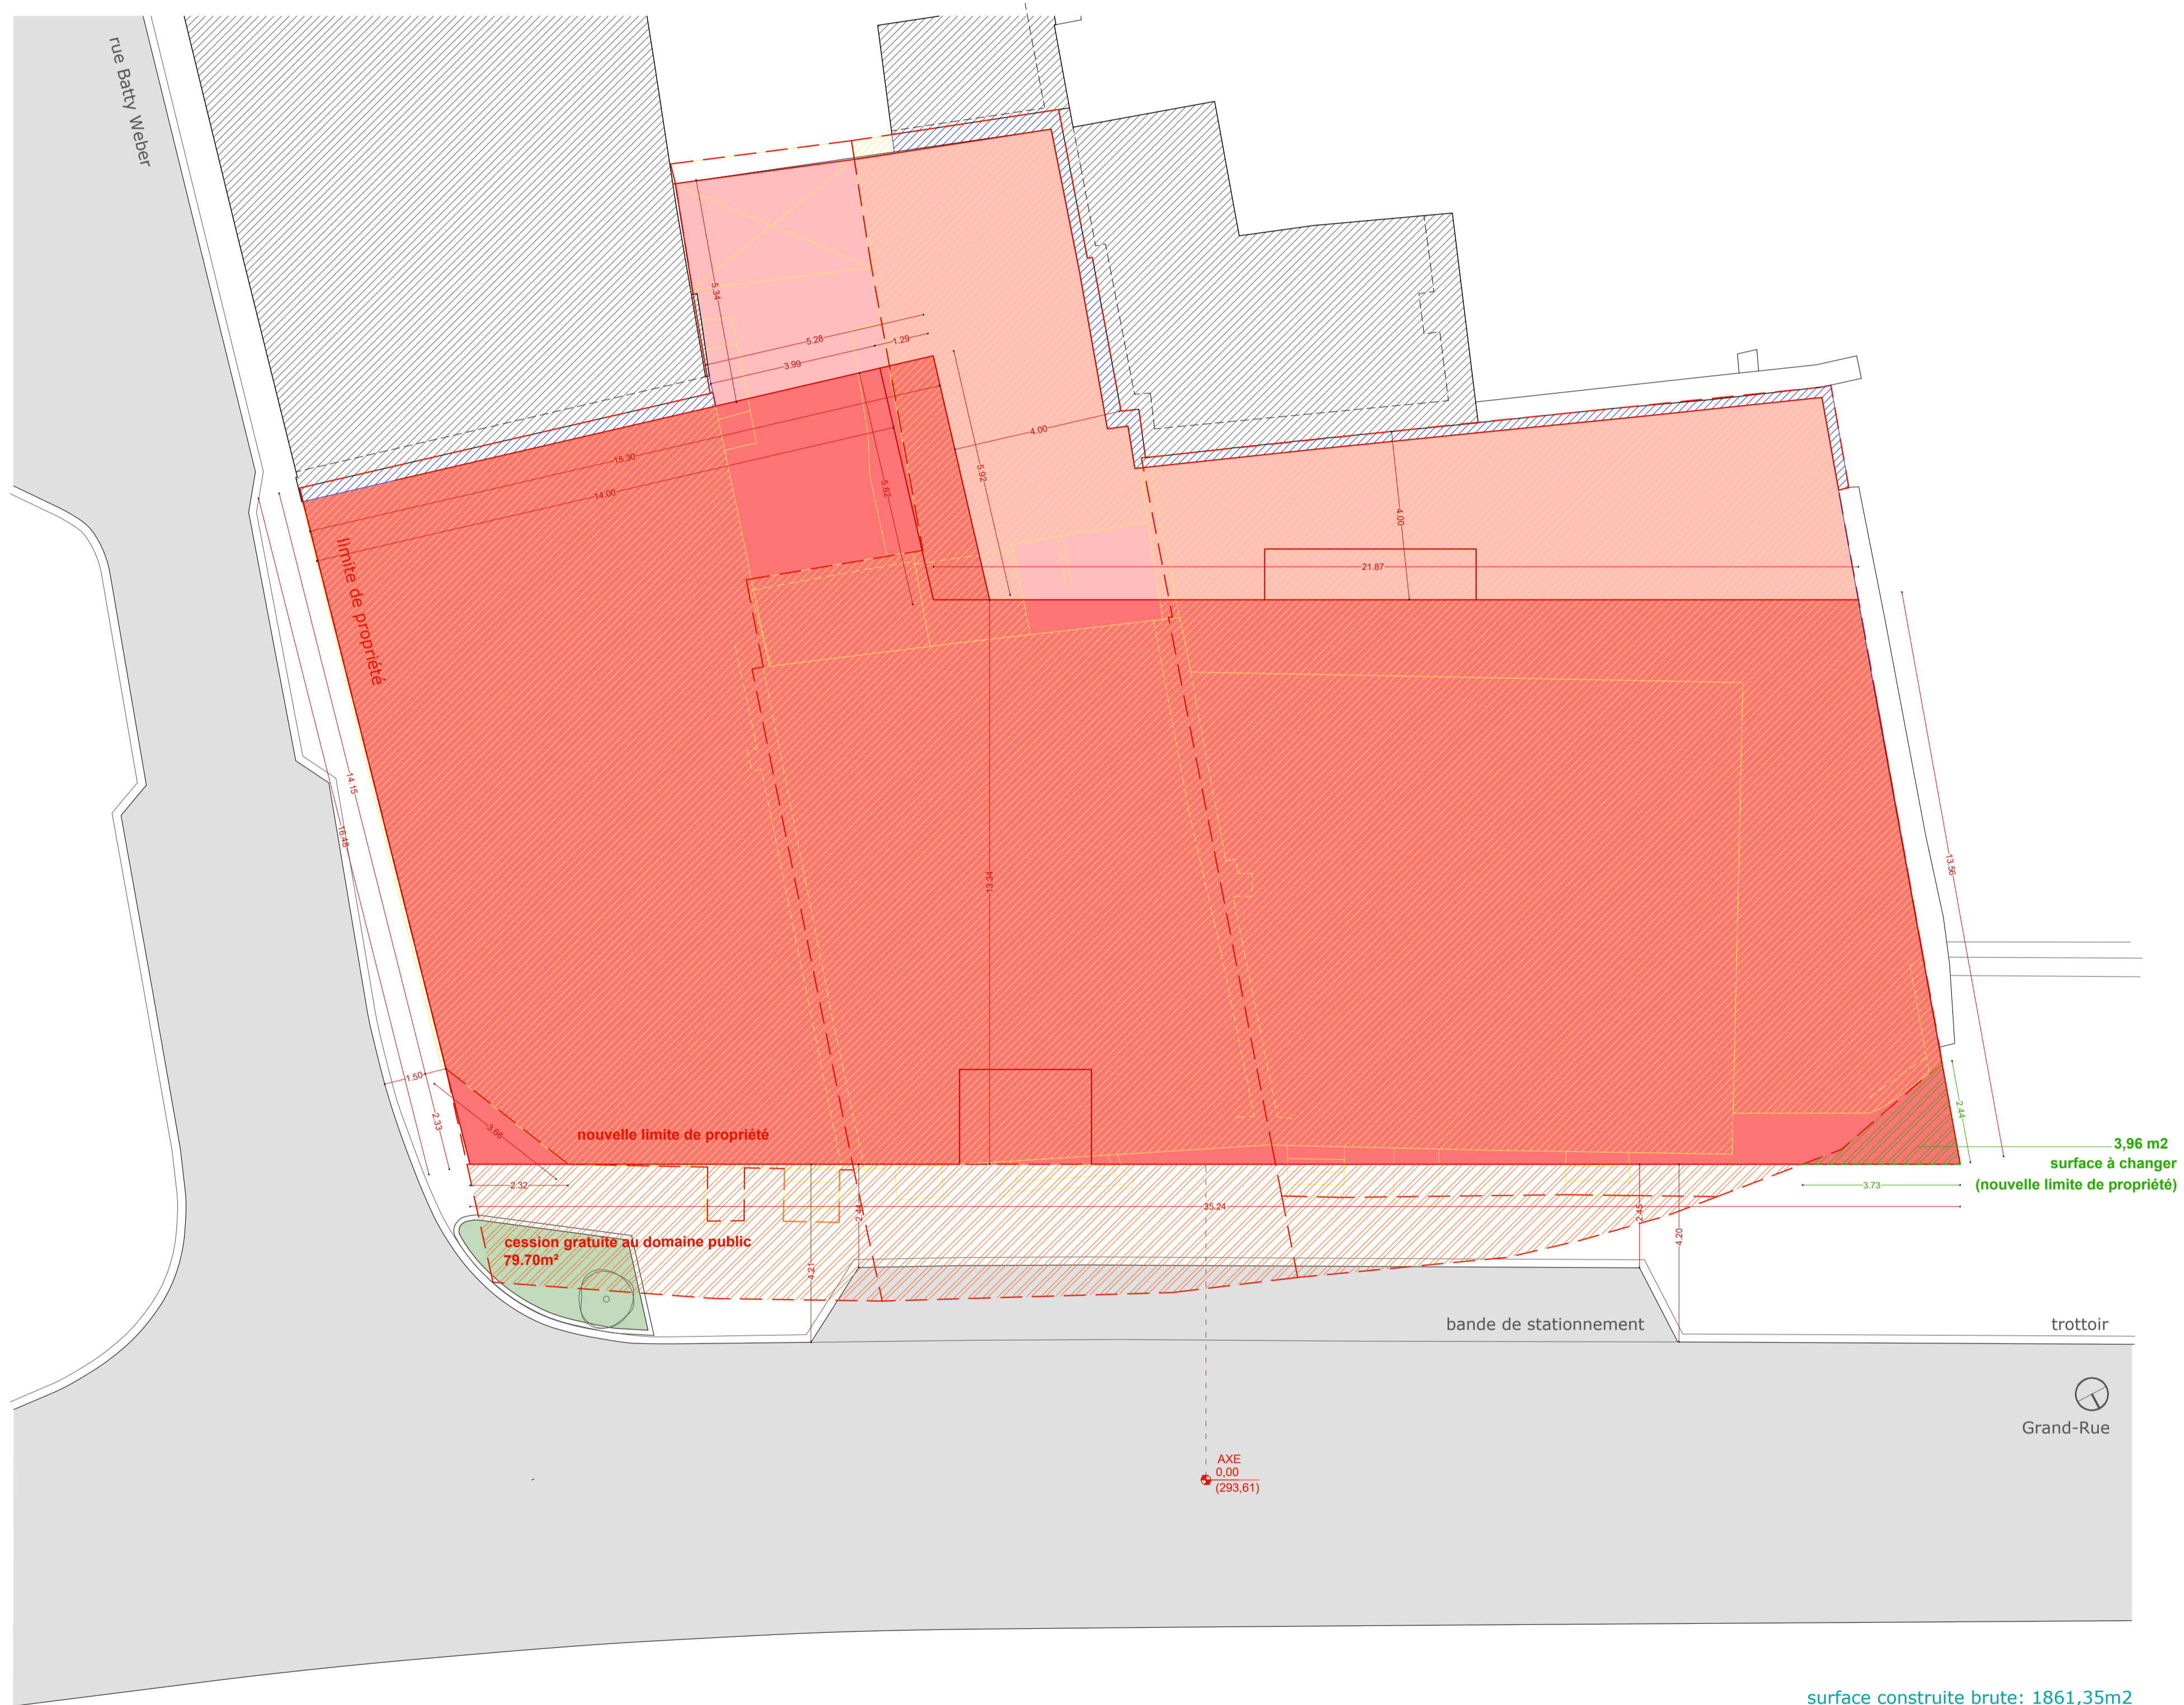 rue Batty Weber
limite de propriété
5.34
5.28
3.99
1.29
15.30
14.00
5.62
5.92
4.00
4.00
21.87
14.15
16.48
13.34
13.56
1.50
2.33
3.66
nouvelle limite de propriété
2.44
3,96 m2
surface à changer
(nouvelle limite de propriété)
2.32
3.73
35.24
2.44
2.45
4.20
4.21
cession gratuite au domaine public
79.70m²
bande de stationnement
trottoir
Grand-Rue
AXE
0,00
(293,61)
surface construite brute: 1861,35m2